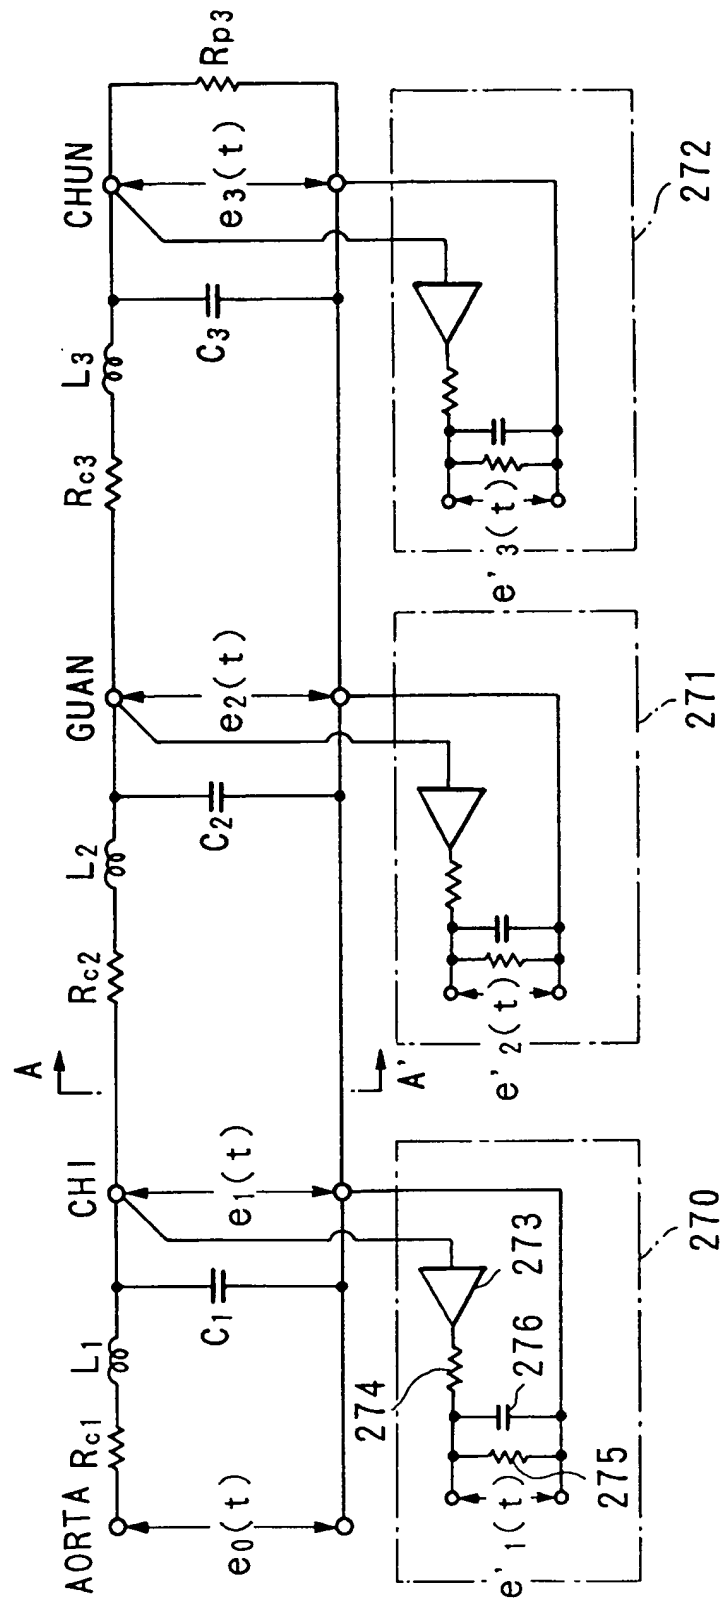 AORTA
CHI
GUAN
CHUN
Rc1
L1
Rc2
L2
Rc3
L3
Rp3
A
A'
e0(t)
C1
e1(t)
C2
e2(t)
C3
e3(t)
274
273
276
275
e'1(t)
270
e'2(t)
271
e'3(t)
272